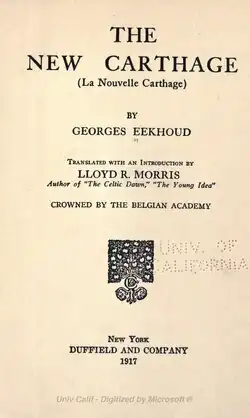 THE
NEW CARTHAGE
(La Nouvelle Carthage)
BY
GEORGES EEKHOUD
TRANSLATED WITH AN INTRODUCTION BY
LLOYD R. MORRIS
Author of "The Celtic Dawn," "The Young Idea"
CROWNED BY THE BELGIAN ACADEMY
UNIV. OF
CALIFORNIA
NEW YORK
DUFFIELD AND COMPANY
1917
Univ Calif - Digitized by Microsoft ®